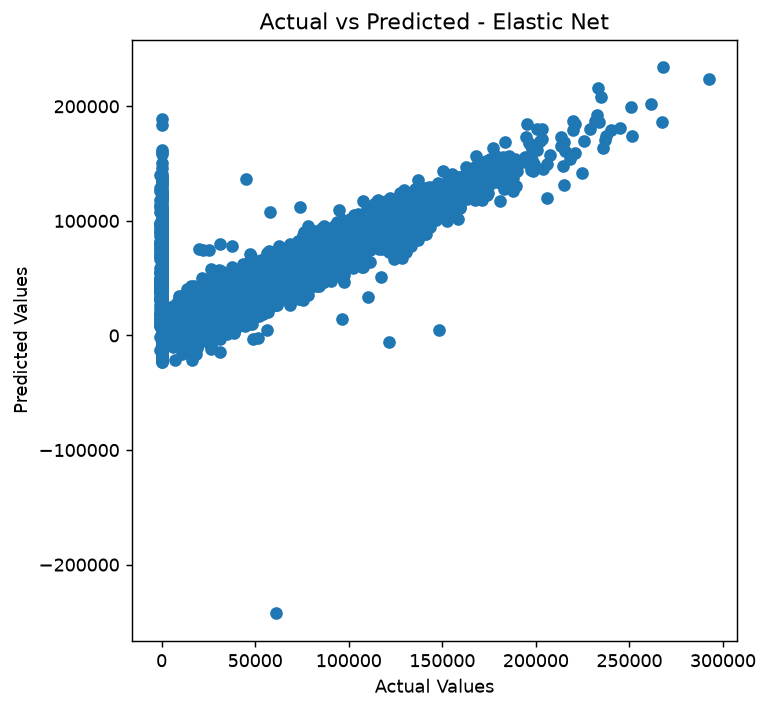 Actual vs Predicted - Elastic Net
200000
100000
0
−100000
−200000
Predicted Values
0 50000 100000 150000 200000 250000 300000
Actual Values